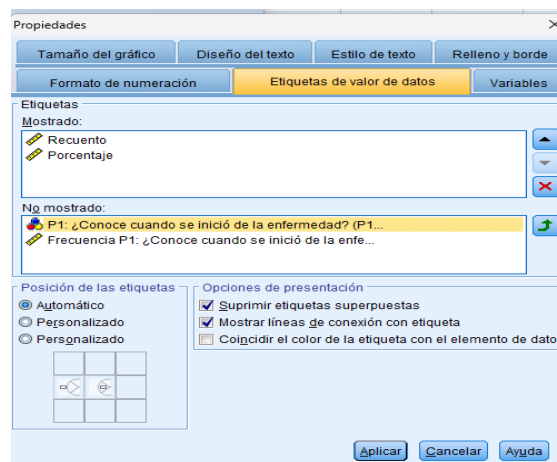 Propiedades
Tamaño del gráfico Diseño del texto Estilo de texto Relleno y borde
Formato de numeración Etiquetas de valor de datos Variables
Etiquetas
Mostrado:
Recuento
Porcentaje
No mostrado:
P1: ¿Conoce cuando se inició de la enfermedad? (P1...
Frecuencia P1: ¿Conoce cuando se inició de la enfe...
Posición de las etiquetas
Automático
Personalizado
Personalizado
Opciones de presentación
Suprimir etiquetas superpuestas
Mostrar líneas de conexión con etiqueta
Coincidir el color de la etiqueta con el elemento de dato
Aplicar Cancelar Ayuda